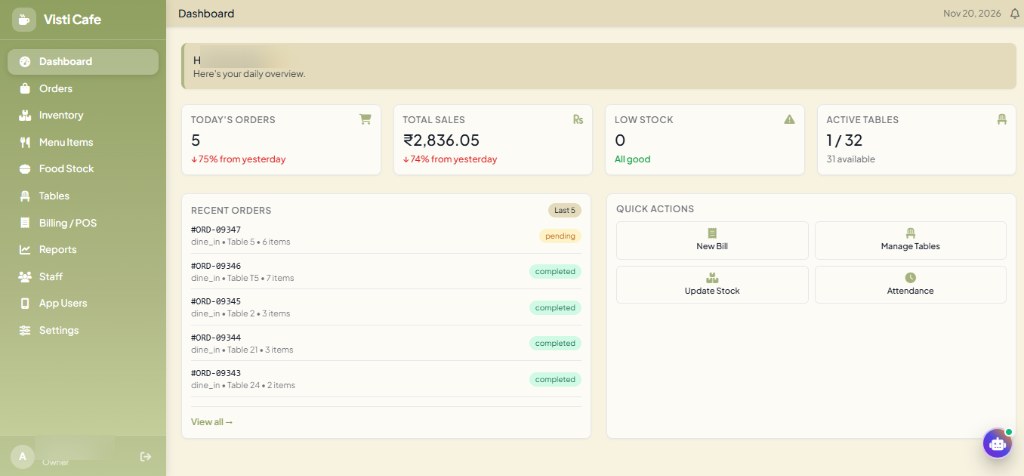 Visti Cafe
Dashboard
Orders
Inventory
Menu Items
Food Stock
Tables
Billing / POS
Reports
Staff
App Users
Settings
A
Owner
Dashboard
Nov 20, 2026
H
Here's your daily overview.
TODAY'S ORDERS
5
↓ 75% from yesterday
TOTAL SALES
₹2,836.05
↓ 74% from yesterday
LOW STOCK
0
All good
ACTIVE TABLES
1 / 32
31 available
RECENT ORDERS
Last 5
#ORD-09347
dine_in • Table 5 • 6 items
pending
#ORD-09346
dine_in • Table T5 • 7 items
completed
#ORD-09345
dine_in • Table 2 • 3 items
completed
#ORD-09344
dine_in • Table 21 • 3 items
completed
#ORD-09343
dine_in • Table 24 • 2 items
completed
View all →
QUICK ACTIONS
New Bill
Manage Tables
Update Stock
Attendance